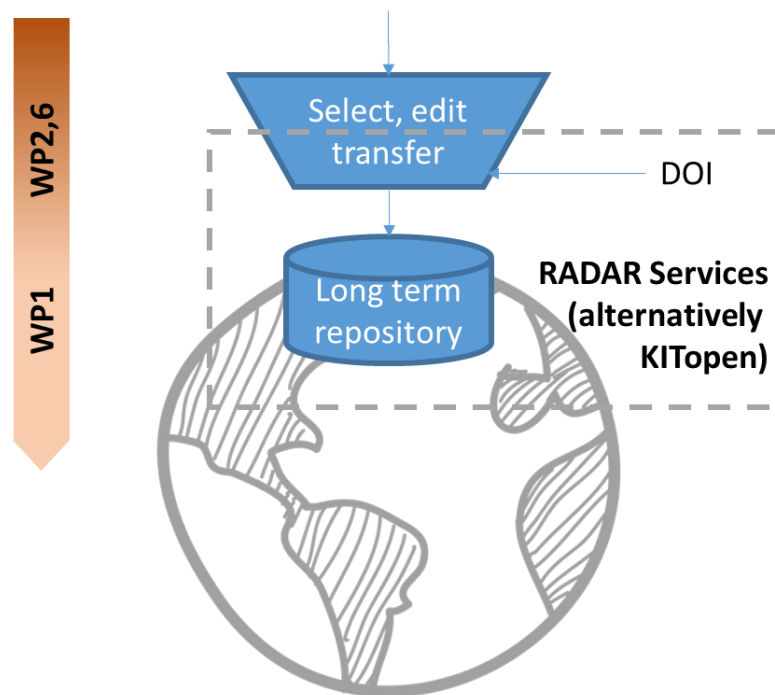 WP2,6
WP1
Select, edit
transfer
DOI
Long term
repository
RADAR Services
(alternatively
KITopen)